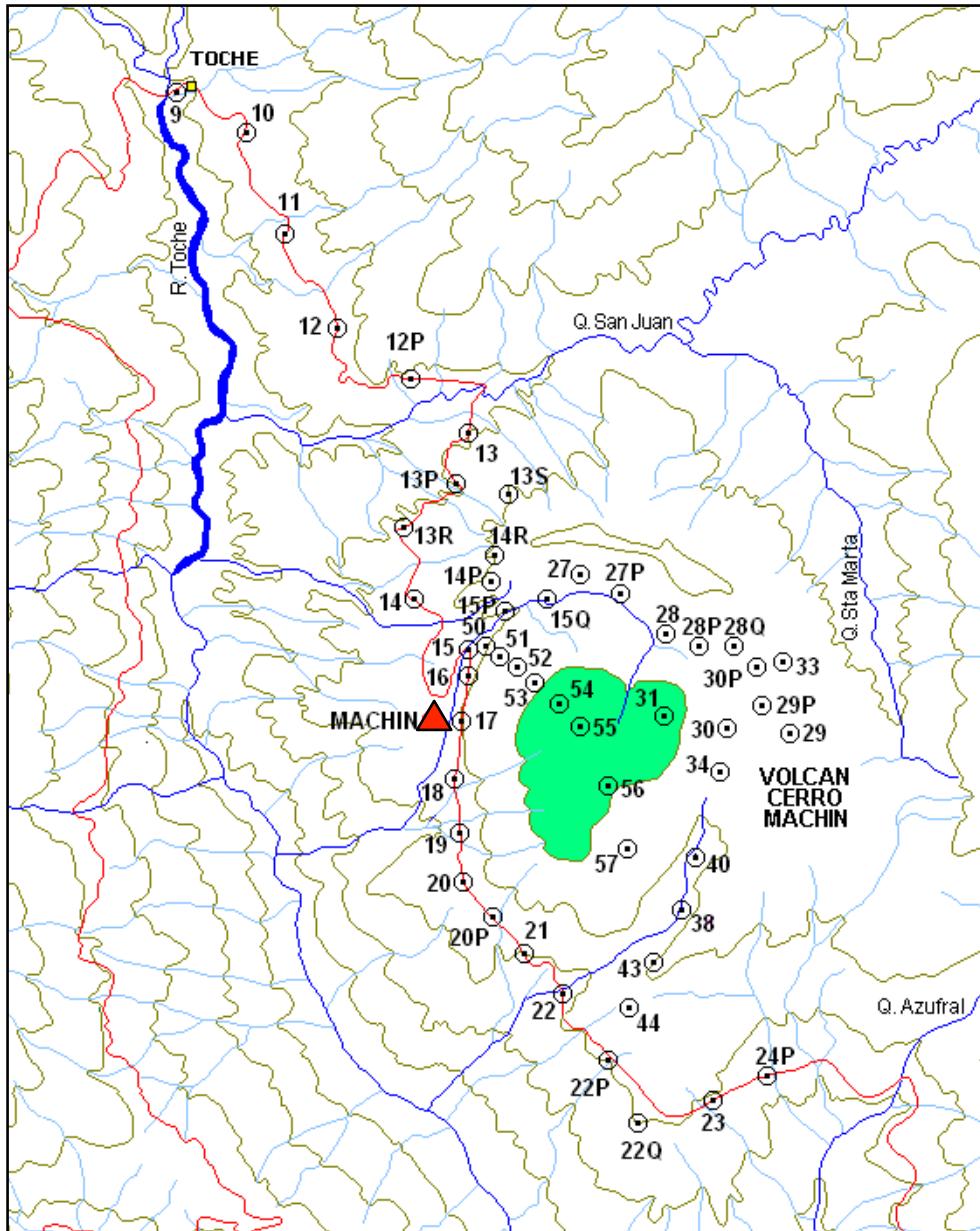 TOCHE
9
10
11
R. Toche
12
Q. San Juan
12P
13
13P
13S
13R
14R
14P
27
27P
14
15P
15Q
Q. Sta Marta
50
15
51
28
28P
28Q
52
16
53
30P
33
54
31
29P
MACHIN
17
55
30
29
34
18
56
VOLCAN
CERRO
MACHIN
19
57
40
20
20P
21
38
43
22
44
Q. Azufral
22P
24P
23
22Q